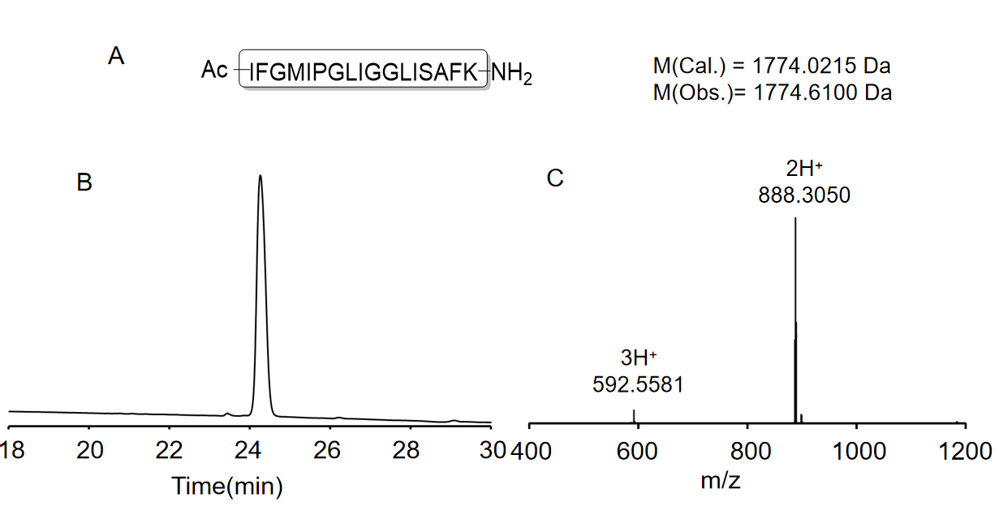 A
Ac IFGMIPGLIGGLISAFK NH₂
M(Cal.) = 1774.0215 Da
M(Obs.)= 1774.6100 Da
B
18 20 22 24 26 28 30
Time(min)
C
2H⁺
888.3050
3H⁺
592.5581
400 600 800 1000 1200
m/z